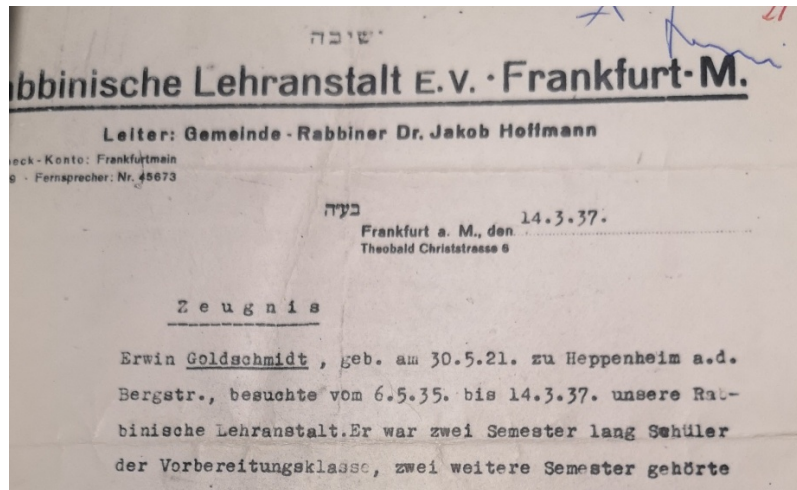 ישיבה
abbinische Lehranstalt E.V. · Frankfurt-M.
Leiter: Gemeinde-Rabbiner Dr. Jakob Hoffmann
eck-Konto: Frankfurtmain
Fernsprecher: Nr. 45673
בעיה
14.3.37.
Frankfurt a. M., den
Theobald Christstrasse 6
Zeugnis
Erwin Goldschmidt , geb. am 30.5.21. zu Heppenheim a.d.
Bergstr., besuchte vom 6.5.35. bis 14.3.37. unsere Rab-
binische Lehranstalt.Er war zwei Semester lang Schüler
der Vorbereitungsklasse, zwei weitere Semester gehörte